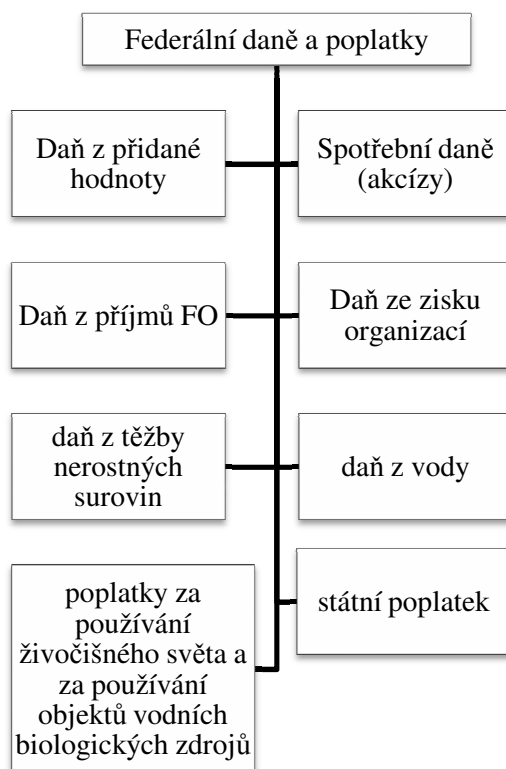 Federální daně a poplatky
Daň z přidané
hodnoty
Spotřební daně
(akcízy)
Daň z příjmů FO
Daň ze zisku
organizací
daň z těžby
nerostných
surovin
daň z vody
poplatky za
používání
živočišného světa a
za používání
objektů vodních
biologických zdrojů
státní poplatek